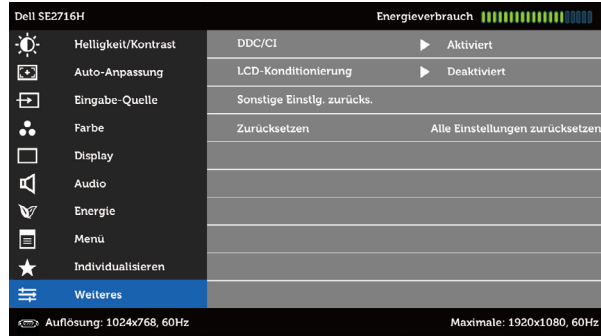 Dell SE2716H Energieverbrauch
Helligkeit/Kontrast DDC/CI Aktiviert
Auto-Anpassung LCD-Konditionierung Deaktiviert
Eingabe-Quelle Sonstige Einstlg. zurücks.
Farbe Zurücksetzen Alle Einstellungen zurücksetzen
Display
Audio
Energie
Menü
Individualisieren
Weiteres
Auflösung: 1024x768, 60Hz Maximale: 1920x1080, 60Hz